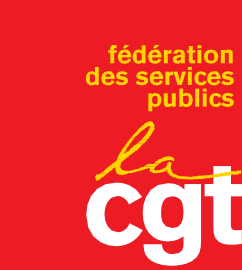 fédération
des services
publics
la
cgt